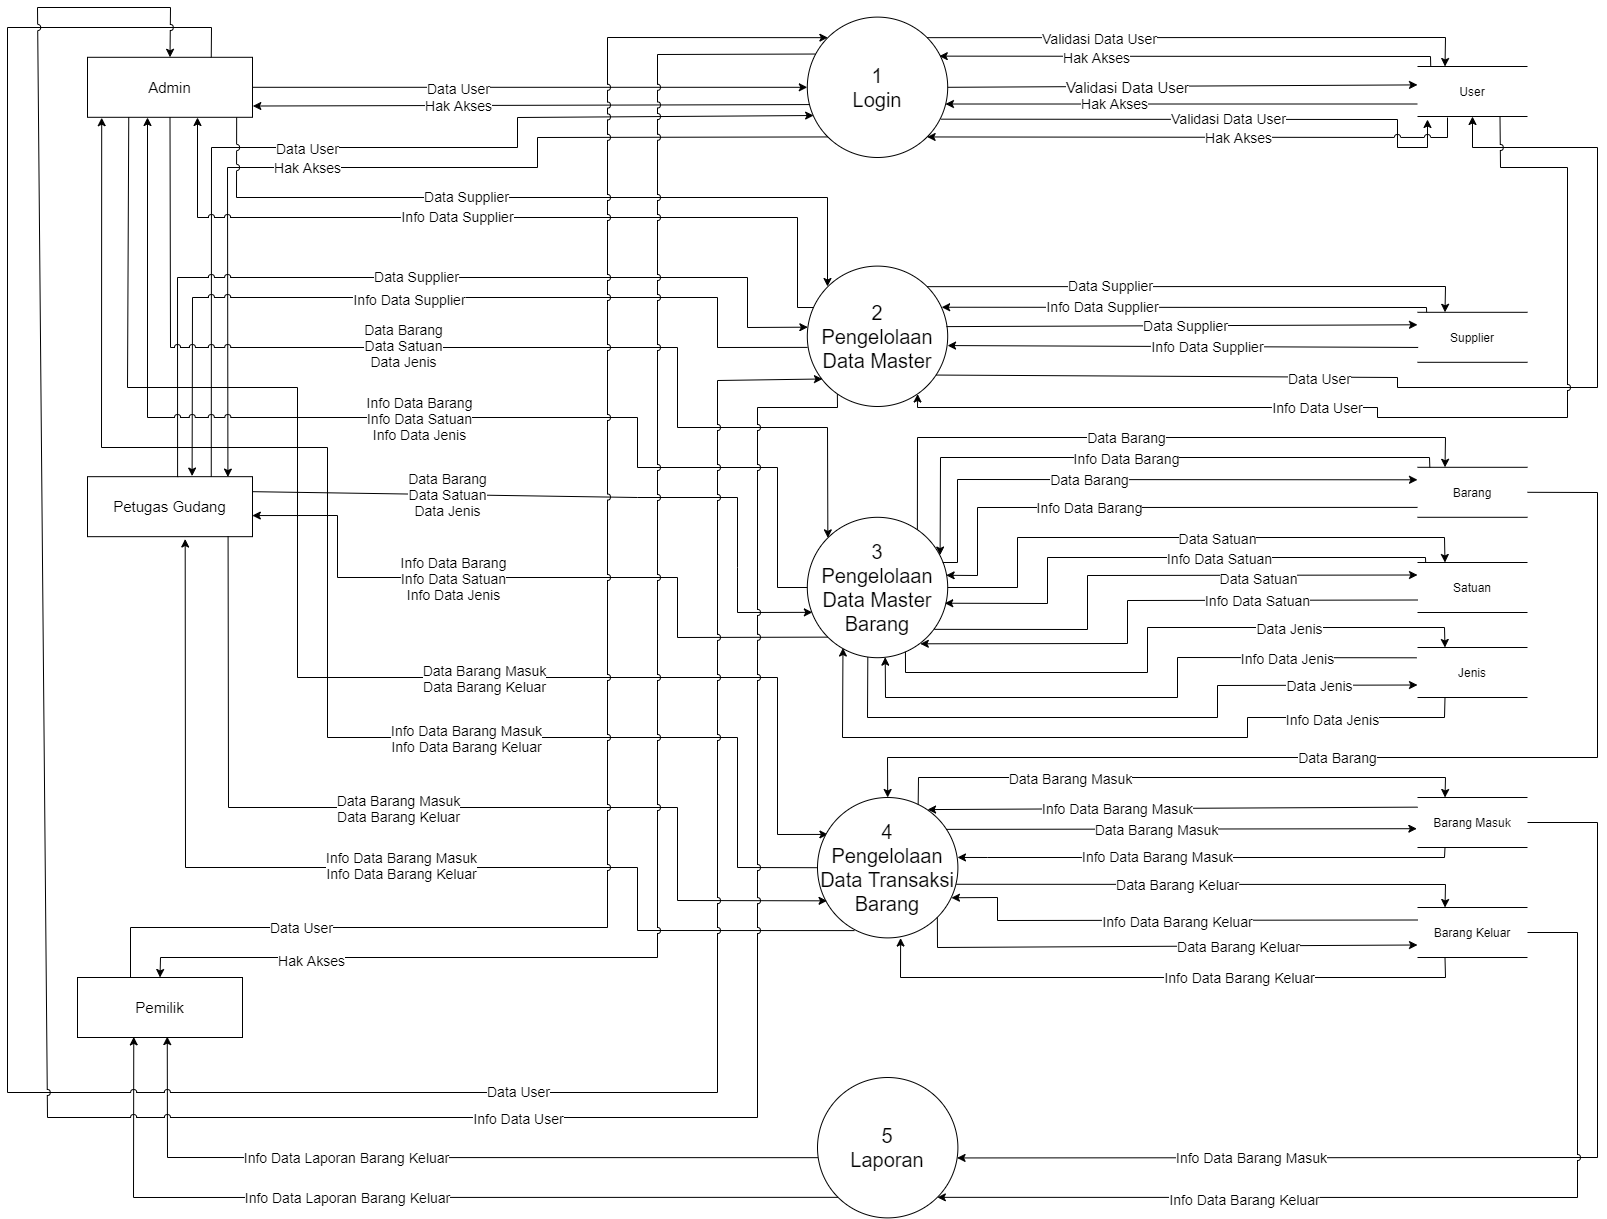 Validasi Data User
Hak Akses
1
Login
Admin
Data User
Hak Akses
Validasi Data User
Hak Akses
User
Validasi Data User
Hak Akses
Data User
Hak Akses
Data Supplier
Info Data Supplier
Data Supplier
Info Data Supplier
2
Pengelolaan
Data Master
Data Supplier
Info Data Supplier
Data Supplier
Info Data Supplier
Supplier
Data Barang
Data Satuan
Data Jenis
Data User
Info Data User
Info Data Barang
Info Data Satuan
Info Data Jenis
Data Barang
Info Data Barang
Data Barang
Info Data Barang
Barang
Petugas Gudang
Data Barang
Data Satuan
Data Jenis
Info Data Barang
Info Data Satuan
Info Data Jenis
3
Pengelolaan
Data Master
Barang
Data Satuan
Info Data Satuan
Data Satuan
Info Data Satuan
Satuan
Data Jenis
Info Data Jenis
Data Jenis
Info Data Jenis
Jenis
Data Barang Masuk
Data Barang Keluar
Info Data Barang Masuk
Info Data Barang Keluar
Data Barang
Data Barang Masuk
Info Data Barang Masuk
Data Barang Masuk
Info Data Barang Masuk
Barang Masuk
Data Barang Masuk
Data Barang Keluar
4
Pengelolaan
Data Transaksi
Barang
Info Data Barang Masuk
Info Data Barang Keluar
Data Barang Keluar
Info Data Barang Keluar
Data Barang Keluar
Info Data Barang Keluar
Barang Keluar
Data User
Hak Akses
Pemilik
Data User
Info Data User
5
Laporan
Info Data Laporan Barang Keluar
Info Data Barang Masuk
Info Data Laporan Barang Keluar
Info Data Barang Keluar